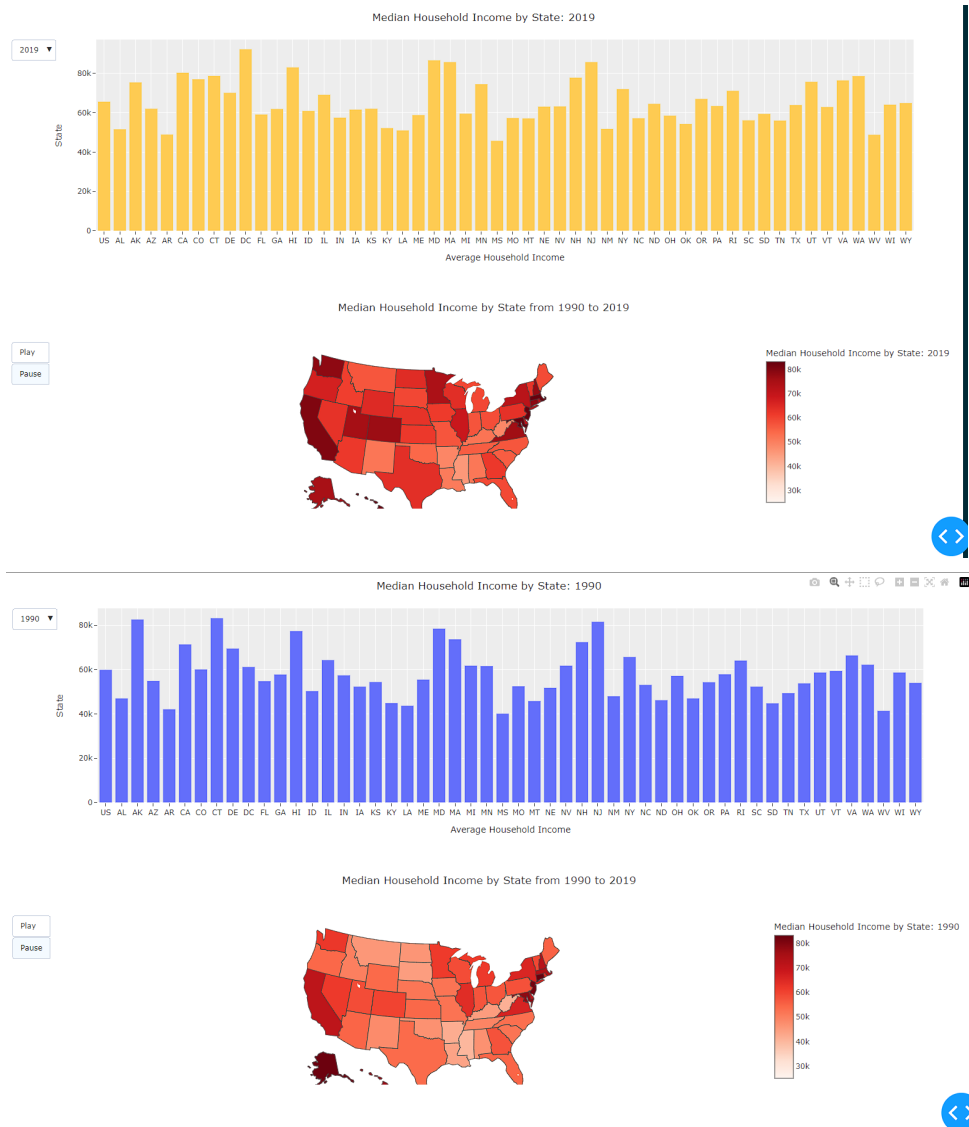 Median Household Income by State: 2019
2019 ▼
80k
60k
40k
20k
0
State
US AL AK AZ AR CA CO CT DE DC FL GA HI ID IL IN IA KS KY LA ME MD MA MI MN MS MO MT NE NV NH NJ NM NY NC ND OH OK OR PA RI SC SD TN TX UT VT VA WA WV WI WY
Average Household Income
Median Household Income by State from 1990 to 2019
Play
Pause
Median Household Income by State: 2019
80k
70k
60k
50k
40k
30k
Median Household Income by State: 1990
1990 ▼
80k
60k
40k
20k
0
State
US AL AK AZ AR CA CO CT DE DC FL GA HI ID IL IN IA KS KY LA ME MD MA MI MN MS MO MT NE NV NH NJ NM NY NC ND OH OK OR PA RI SC SD TN TX UT VT VA WA WV WI WY
Average Household Income
Median Household Income by State from 1990 to 2019
Play
Pause
Median Household Income by State: 1990
80k
70k
60k
50k
40k
30k